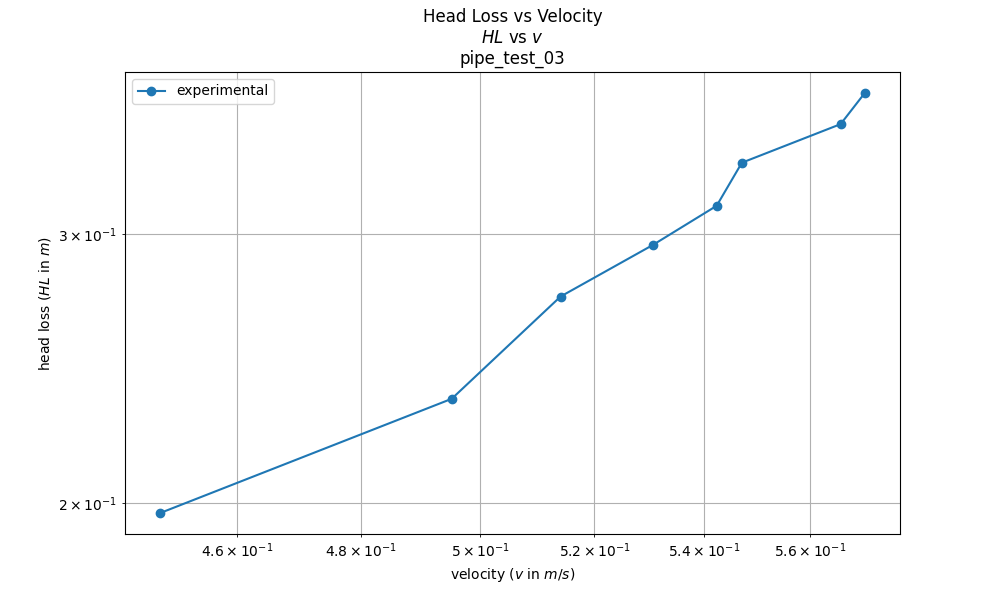 Head Loss vs Velocity
HL vs v
pipe_test_03
experimental
head loss (HL in m)
3 × 10⁻¹
2 × 10⁻¹
4.6 × 10⁻¹ 4.8 × 10⁻¹ 5 × 10⁻¹ 5.2 × 10⁻¹ 5.4 × 10⁻¹ 5.6 × 10⁻¹
velocity (v in m/s)